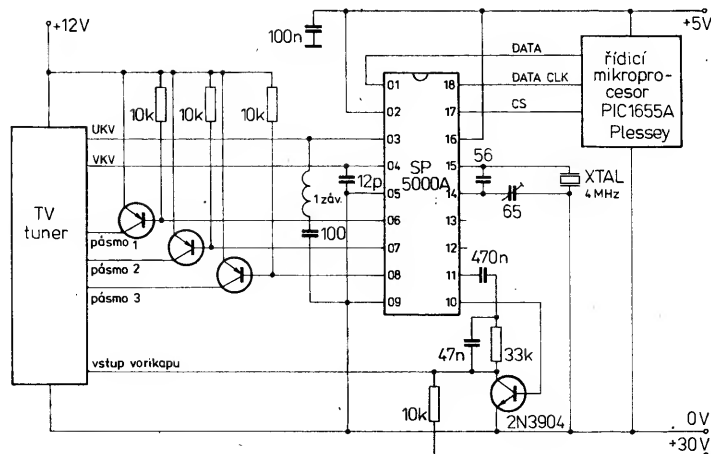 +12V
100n
+5V
DATA
DATA CLK
CS
řídicí
mikropro-
cesor
PIC1655A
Plessey
10k
10k
10k
UKV
VKV
TV
tuner
01
02
03
04
05
06
07
08
09
18
17
16
15
14
13
12
11
10
SP
5000A
12p
1 záv.
100
56
65
XTAL
4MHz
pásmo 1
pásmo 2
pásmo 3
470n
47n
33k
vstup vorikapu
10k
2N3904
0V
+30V